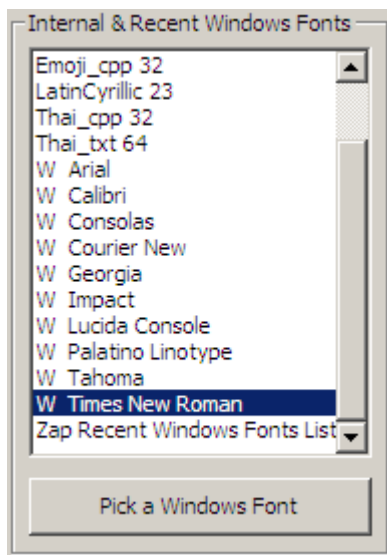 Internal & Recent Windows Fonts
Emoji_cpp 32
LatinCyrillic 23
Thai_cpp 32
Thai_txt 64
W Arial
W Calibri
W Consolas
W Courier New
W Georgia
W Impact
W Lucida Console
W Palatino Linotype
W Tahoma
W Times New Roman
Zap Recent Windows Fonts List
Pick a Windows Font